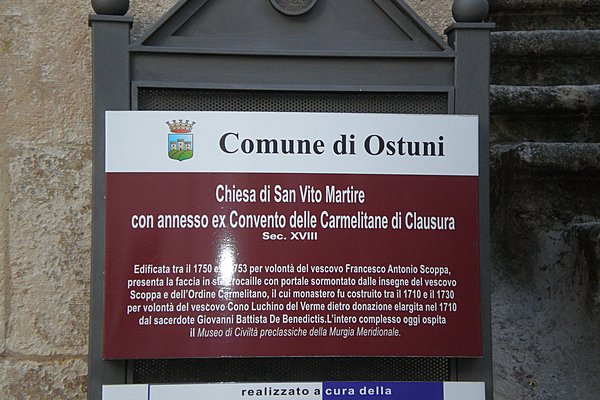 Comune di Ostuni
Chiesa di San Vito Martire
con annesso ex Convento delle Carmelitane di Clausura
Sec. XVIII
Edificata tra il 1750 e 1753 per volontà del vescovo Francesco Antonio Scoppa,
presenta la faccia in rocaille con portale sormontato dalle insegne del vescovo
Scoppa e dell'Ordine Carmelitano, il cui monastero fu costruito tra il 1710 e il 1730
per volontà del vescovo Cono Luchino del Verme dietro donazione elargita nel 1710
dal sacerdote Giovanni Battista De Benedictis.L'intero complesso oggi ospita
il Museo di Civiltà preclassiche della Murgia Meridionale.
realizzato a cura della